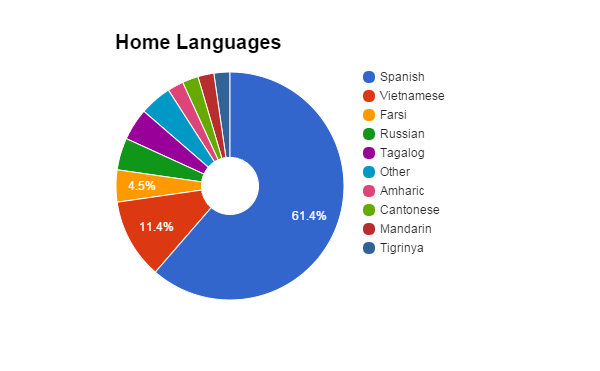 Home Languages
Spanish
Vietnamese
Farsi
Russian
Tagalog
Other
Amharic
Cantonese
Mandarin
Tigrinya
4.5%
11.4%
61.4%